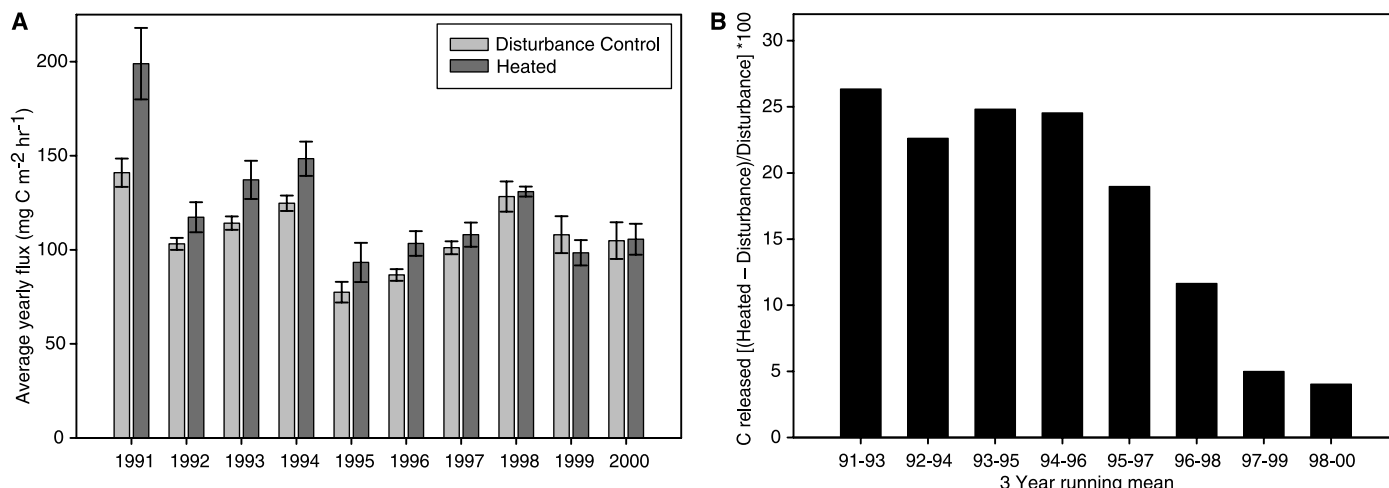 A
Average yearly flux (mg C m-2 hr-1)
200
150
100
50
0
Disturbance Control
Heated
1991 1992 1993 1994 1995 1996 1997 1998 1999 2000
B
C released [(Heated – Disturbance)/Disturbance] *100
30
25
20
15
10
5
0
91-93 92-94 93-95 94-96 95-97 96-98 97-99 98-00
3 Year running mean